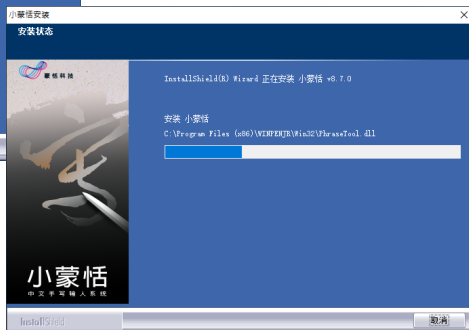 小蒙恬安装
安装状态
蒙恬科技
InstallShield(R) Wizard 正在安装 小蒙恬 v8.7.0
安装 小蒙恬
C:\Program Files (x86)\WINPENJR\Win32\PhraseTool.dll
小蒙恬
中文手写输入系统
InstallShield
取消